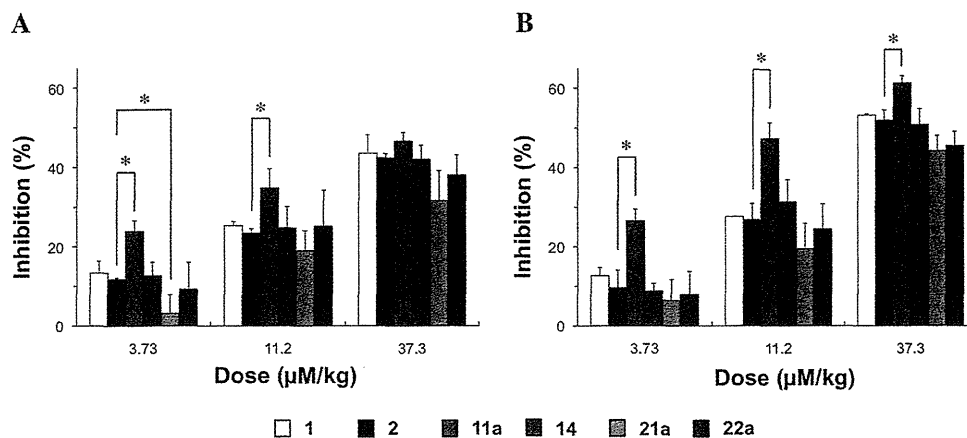 A
Inhibition (%)
60
40
20
0
*
*
*
3.73
11.2
37.3
Dose (µM/kg)
B
Inhibition (%)
60
40
20
0
*
*
*
3.73
11.2
37.3
Dose (µM/kg)
1 2 11a 14 21a 22a